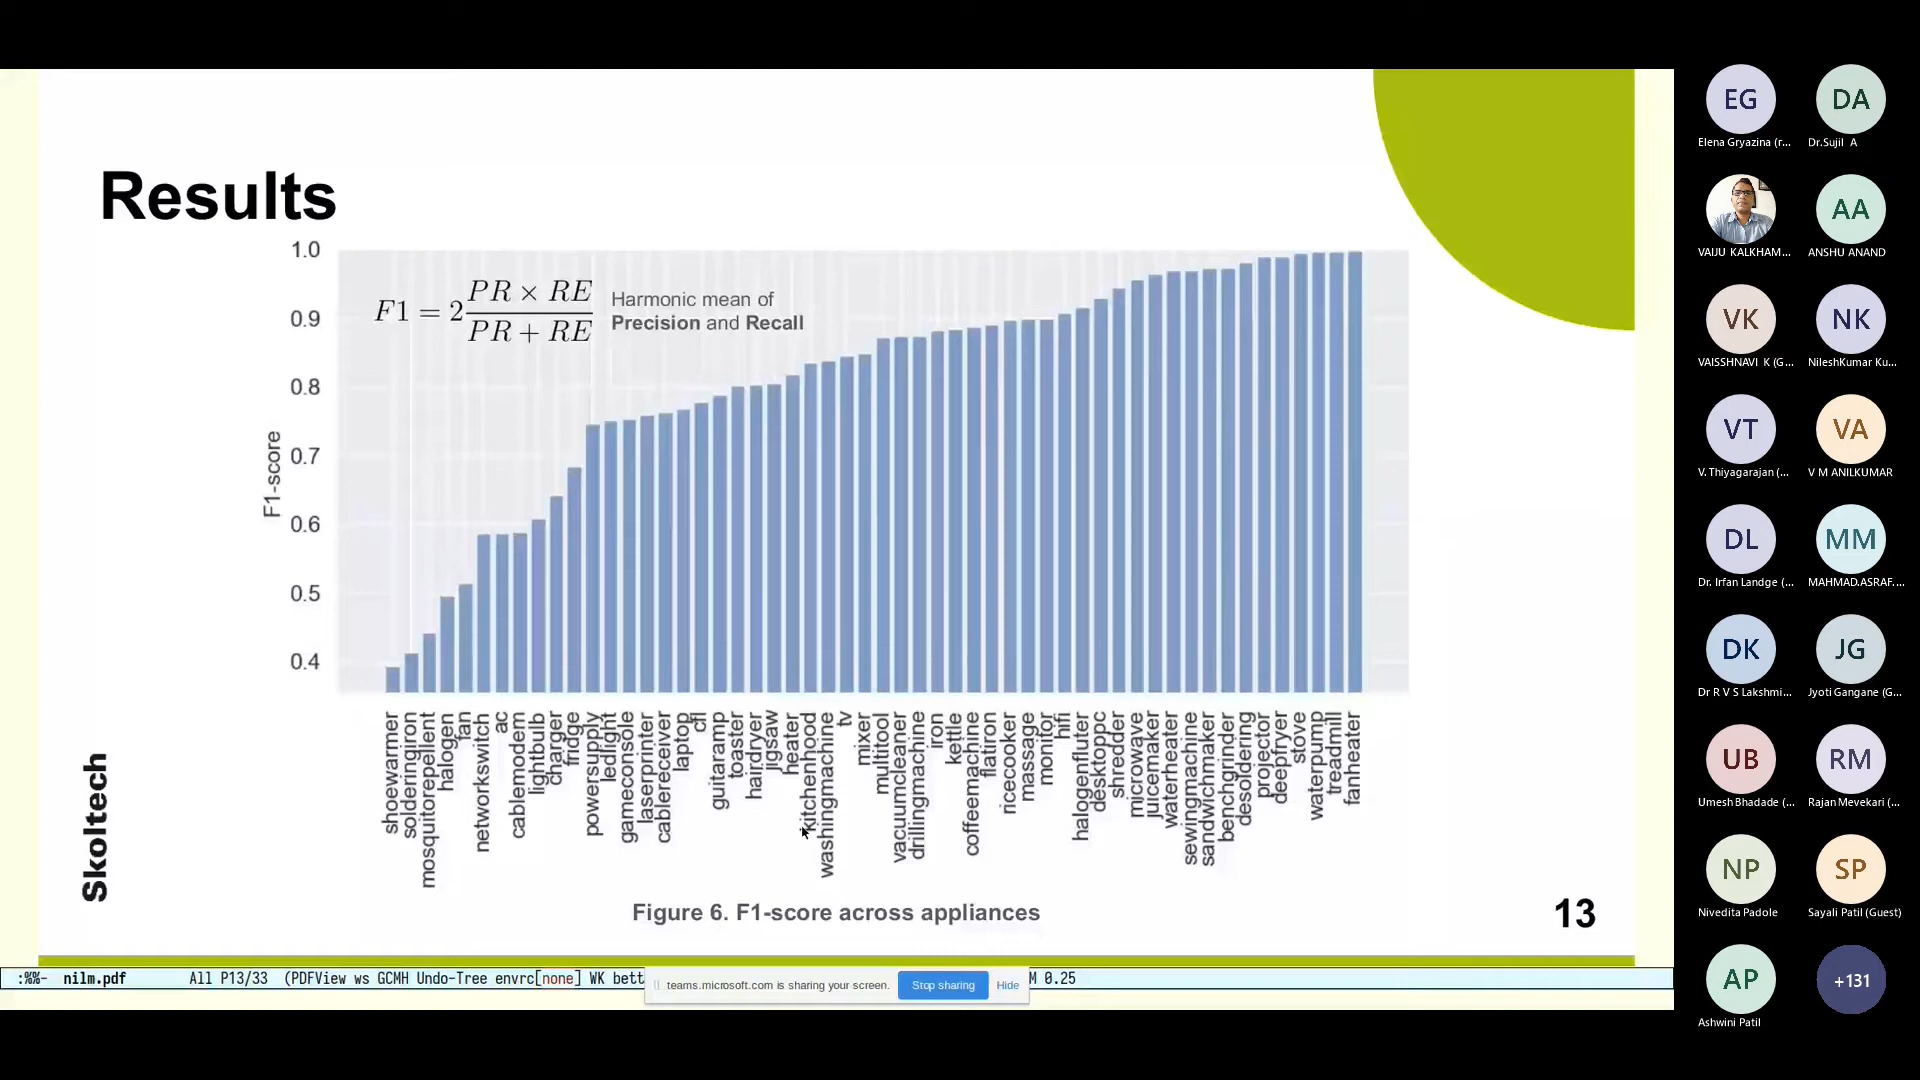 Results
1.0
0.9
0.8
0.7
0.6
0.5
0.4
F1-score
F1 = 2 PR × RE / PR + RE
Harmonic mean of
Precision and Recall
shoewarmer
solderingiron
mosquitorepellent
halogen
fan
networkswitch
ac
cablemodem
lightbulb
charger
fridge
powersupply
ledlight
gameconsole
laserprinter
cablereceiver
laptop
cfl
guitaramp
toaster
hairdryer
jigsaw
heater
kitchenhood
washingmachine
tv
mixer
multitool
vacuumcleaner
drillingmachine
iron
kettle
coffeemachine
flatiron
ricecooker
massage
monitor
hifi
halogenfluter
desktoppc
shredder
microwave
juicemaker
waterheater
sewingmachine
sandwichmaker
benchgrinder
desoldering
projector
deepfryer
stove
waterpump
treadmill
fanheater
Figure 6. F1-score across appliances
Skoltech
13
:%%- nilm.pdf All P13/33 (PDFView ws GCMH Undo-Tree envrc[none] WK bett
M 0.25
teams.microsoft.com is sharing your screen.
Stop sharing
Hide
EG
DA
Elena Gryazina (r...
Dr.Sujil A
AA
VAIJU KALKHAM...
ANSHU ANAND
VK
NK
VAISSHNAVI K (G...
NileshKumar Ku...
VT
VA
V. Thiyagarajan (...
V M ANILKUMAR
DL
MM
Dr. Irfan Landge (...
MAHMAD.ASRAF....
DK
JG
Dr R V S Lakshmi...
Jyoti Gangane (G...
UB
RM
Umesh Bhadade (...
Rajan Mevekari (...
NP
SP
Nivedita Padole
Sayali Patil (Guest)
AP
+131
Ashwini Patil